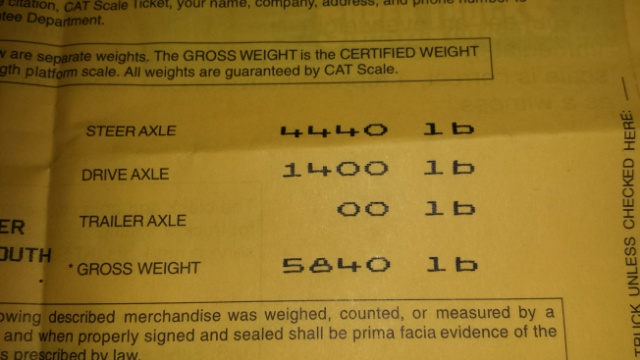 citation, CAT Scale Ticket, your name, company, address, and phone number to
tee Department.
w are separate weights. The GROSS WEIGHT is the CERTIFIED WEIGHT
gth platform scale. All weights are guaranteed by CAT Scale.
STEER AXLE 4440 lb
DRIVE AXLE 1400 lb
TRAILER AXLE 00 lb
ER
OUTH
* GROSS WEIGHT 5840 lb
owing described merchandise was weighed, counted, or measured by a
and when properly signed and sealed shall be prima facia evidence of the
s prescribed by law.
TRUCK UNLESS CHECKED HERE: